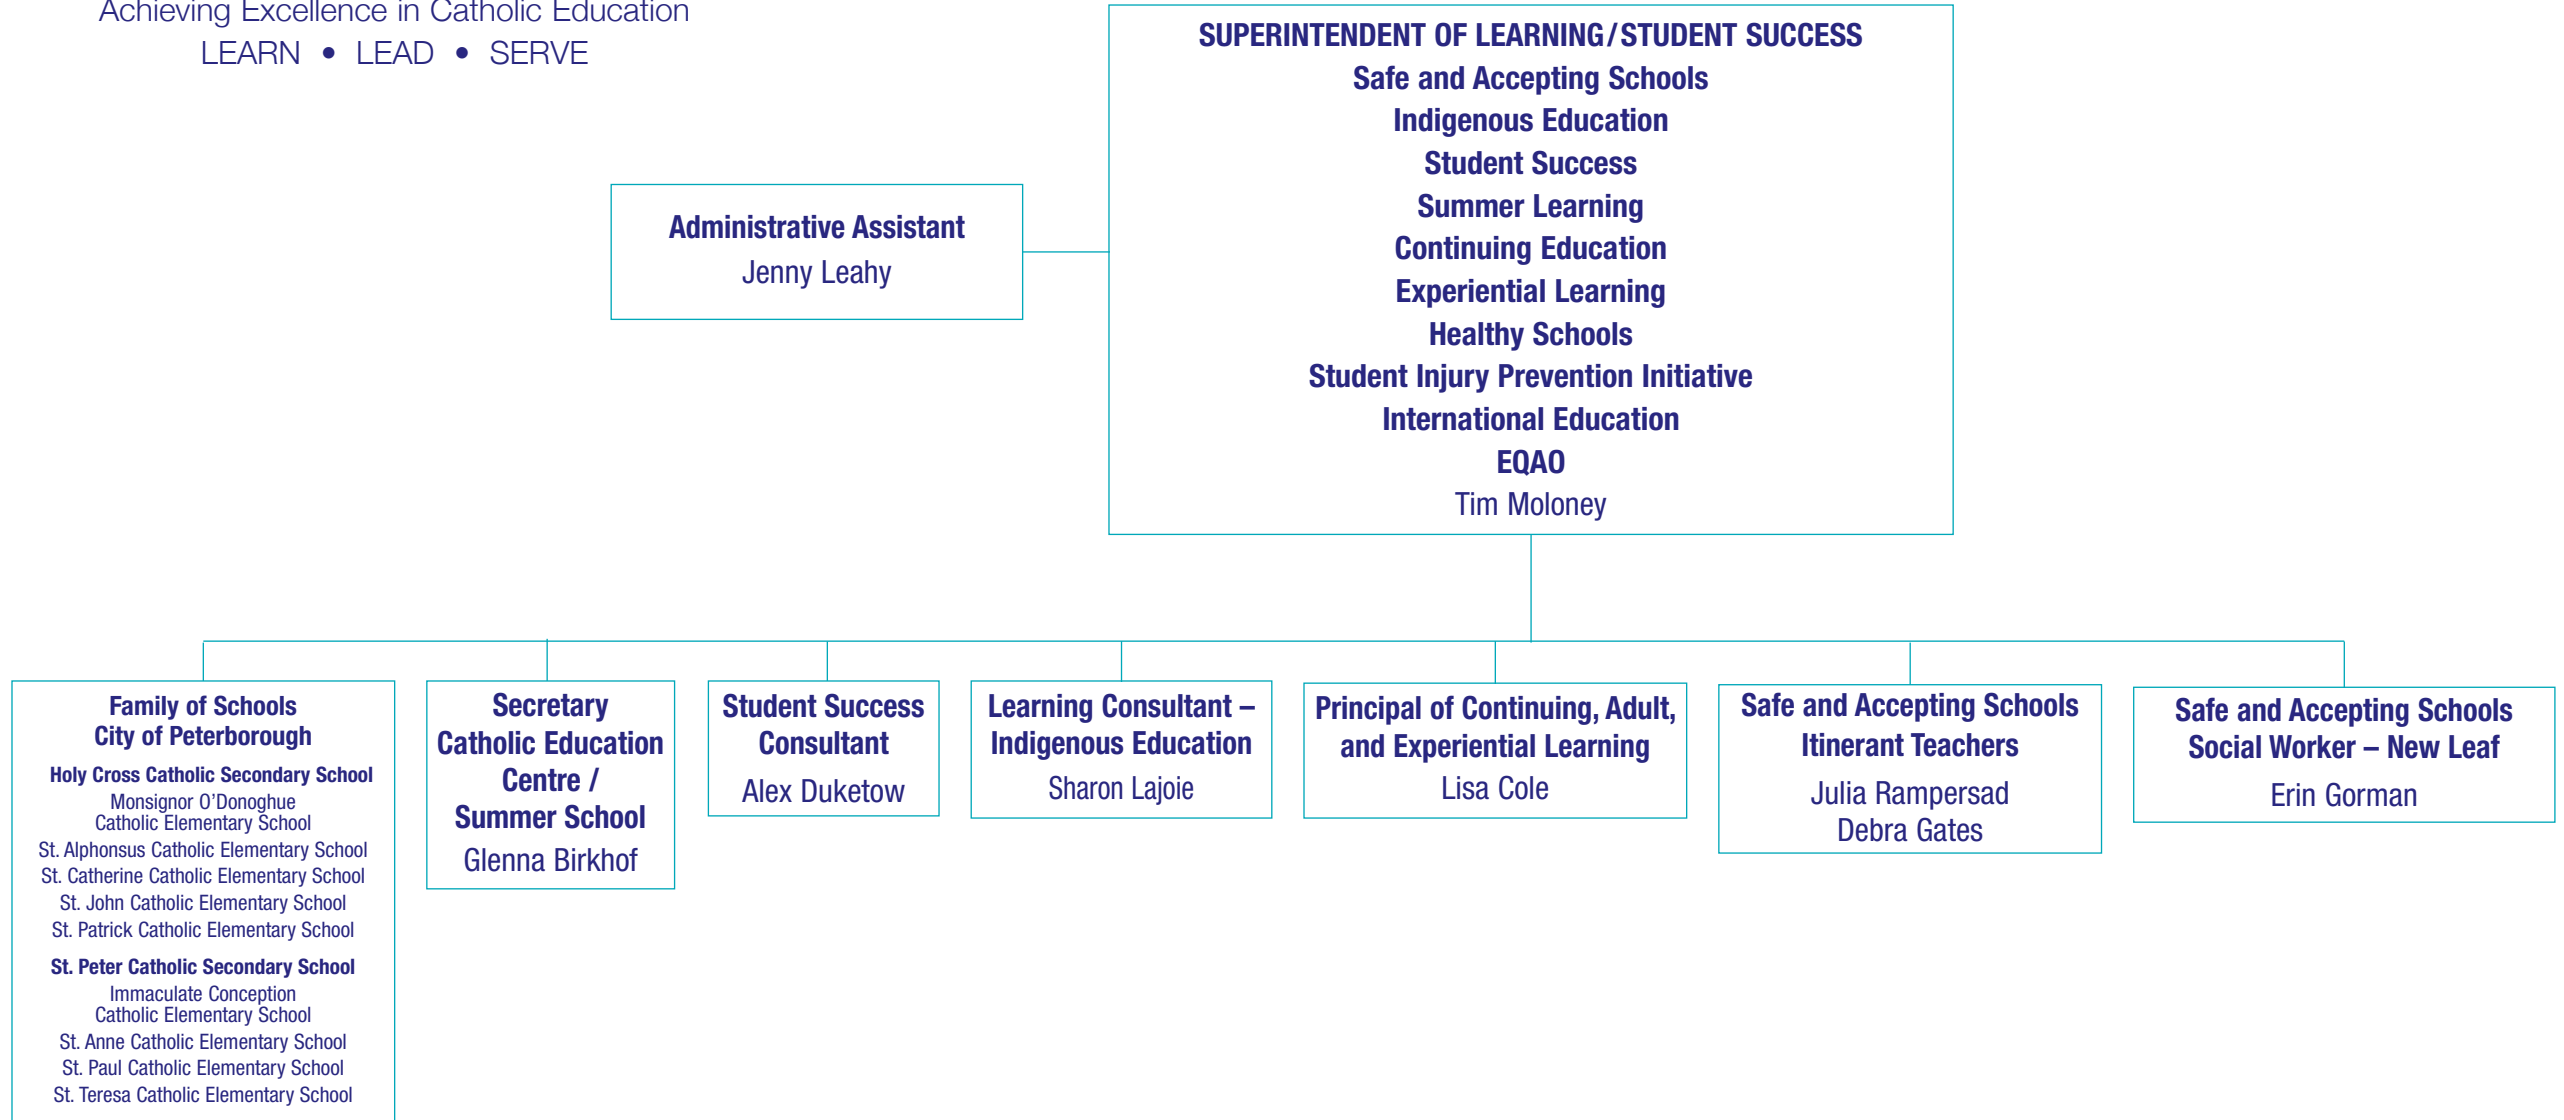 Achieving Excellence in Catholic Education
LEARN • LEAD • SERVE
SUPERINTENDENT OF LEARNING/STUDENT SUCCESS
Safe and Accepting Schools
Indigenous Education
Student Success
Summer Learning
Continuing Education
Experiential Learning
Healthy Schools
Student Injury Prevention Initiative
International Education
EQAO
Tim Moloney
Administrative Assistant
Jenny Leahy
Family of Schools
City of Peterborough
Holy Cross Catholic Secondary School
Monsignor O'Donoghue
Catholic Elementary School
St. Alphonsus Catholic Elementary School
St. Catherine Catholic Elementary School
St. John Catholic Elementary School
St. Patrick Catholic Elementary School
St. Peter Catholic Secondary School
Immaculate Conception
Catholic Elementary School
St. Anne Catholic Elementary School
St. Paul Catholic Elementary School
St. Teresa Catholic Elementary School
Secretary
Catholic Education
Centre /
Summer School
Glenna Birkhof
Student Success
Consultant
Alex Duketow
Learning Consultant –
Indigenous Education
Sharon Lajoie
Principal of Continuing, Adult,
and Experiential Learning
Lisa Cole
Safe and Accepting Schools
Itinerant Teachers
Julia Rampersad
Debra Gates
Safe and Accepting Schools
Social Worker – New Leaf
Erin Gorman